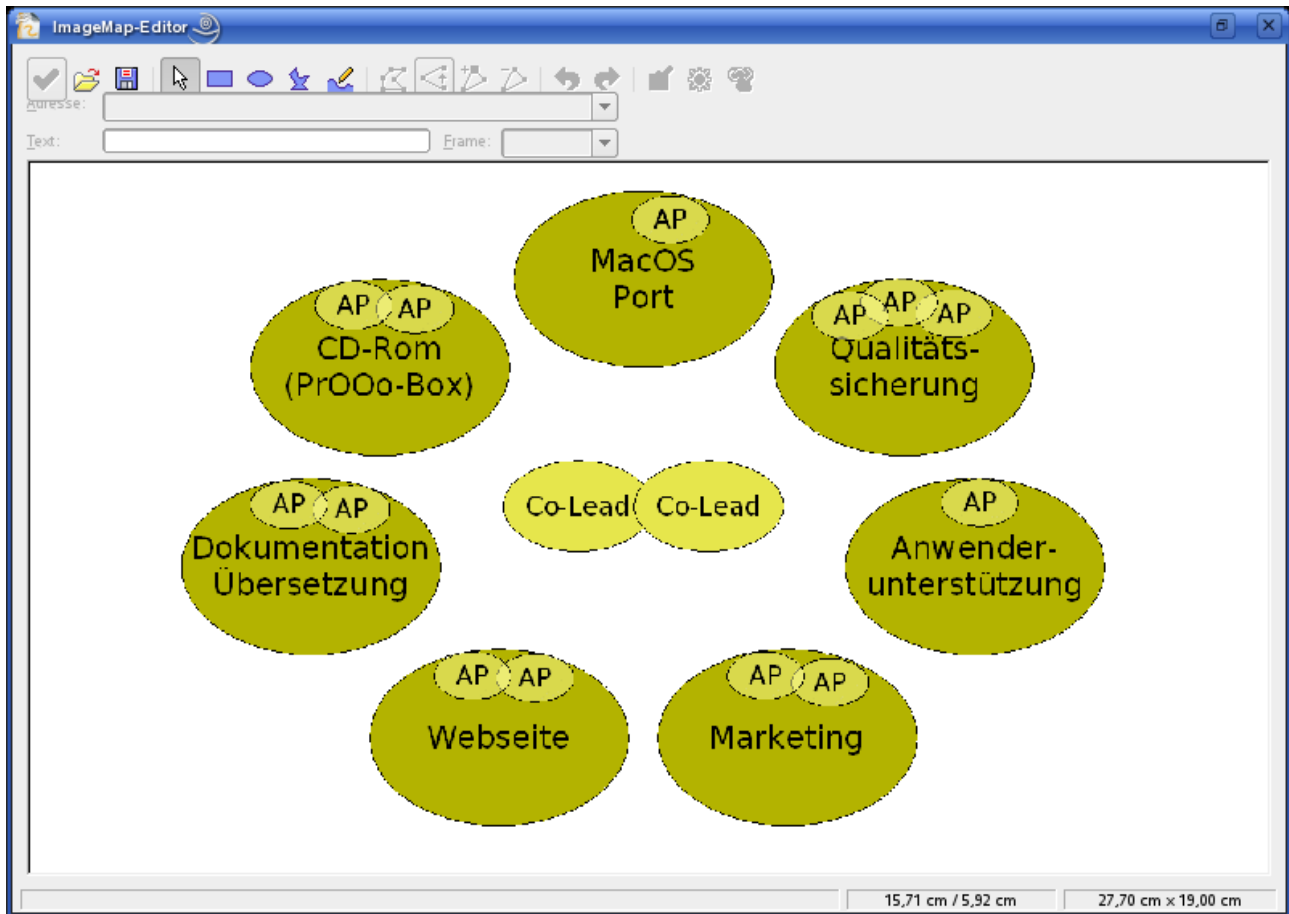 ImageMap-Editor
Adresse:
Text:
Frame:
AP
MacOS
Port
AP AP
CD-Rom
(PrOOo-Box)
AP AP AP
Qualitäts-
sicherung
Co-Lead Co-Lead
AP AP
Dokumentation
Übersetzung
AP
Anwender-
unterstützung
AP AP
Webseite
AP AP
Marketing
15,71 cm / 5,92 cm
27,70 cm x 19,00 cm